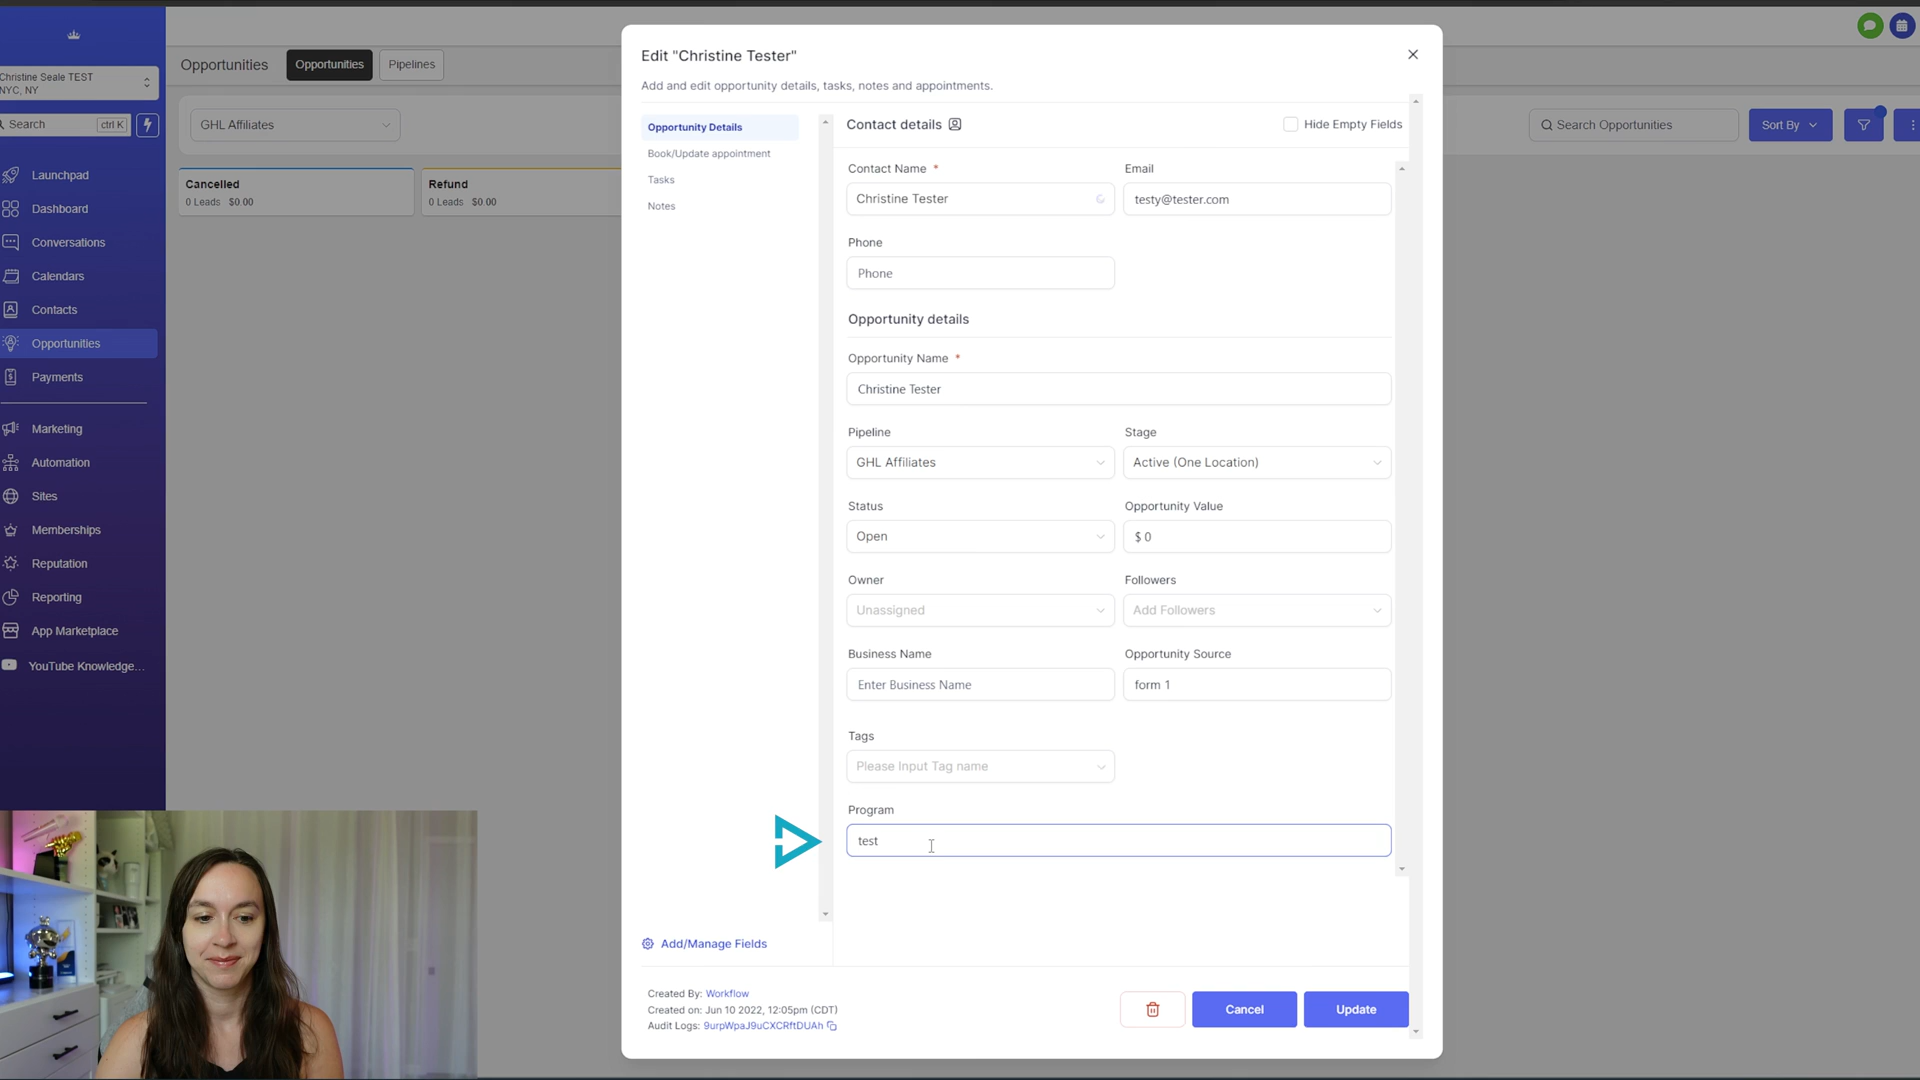 Christine Seale TEST
NYC, NY
Search
ctrl K
Launchpad
Dashboard
Conversations
Calendars
Contacts
Opportunities
Payments
Marketing
Automation
Sites
Memberships
Reputation
Reporting
App Marketplace
YouTube Knowledge...
Opportunities
Opportunities
Pipelines
GHL Affiliates
Search Opportunities
Sort By
Cancelled
0 Leads $0.00
Refund
0 Leads $0.00
Edit "Christine Tester"
Add and edit opportunity details, tasks, notes and appointments.
Opportunity Details
Book/Update appointment
Tasks
Notes
Add/Manage Fields
Contact details
Hide Empty Fields
Contact Name *
Email
Christine Tester
testy@tester.com
Phone
Phone
Opportunity details
Opportunity Name *
Christine Tester
Pipeline
Stage
GHL Affiliates
Active (One Location)
Status
Opportunity Value
Open
$ 0
Owner
Followers
Unassigned
Add Followers
Business Name
Opportunity Source
Enter Business Name
form 1
Tags
Please Input Tag name
Program
test
Created By: Workflow
Created on: Jun 10 2022, 12:05pm (CDT)
Audit Logs: 9urpWpaJ9uCXCRftDUAh
Cancel
Update